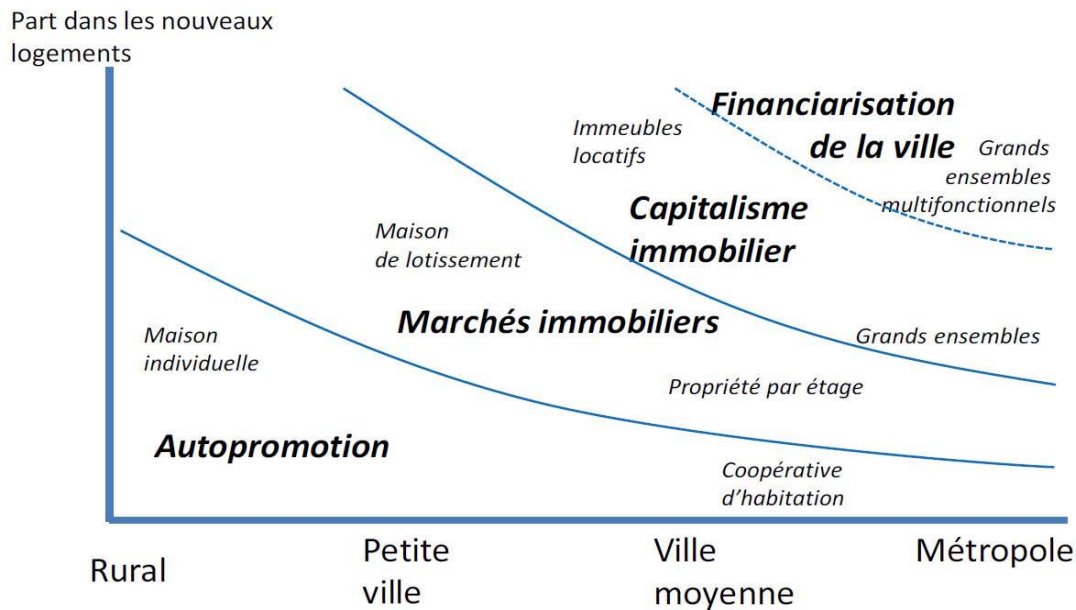 Part dans les nouveaux
logements
Financiarisation
de la ville
Immeubles
locatifs
Grands
ensembles
multifonctionnels
Capitalisme
immobilier
Maison
de lotissement
Marchés immobiliers
Maison
individuelle
Grands ensembles
Propriété par étage
Autopromotion
Coopérative
d'habitation
Rural
Petite
ville
Ville
moyenne
Métropole